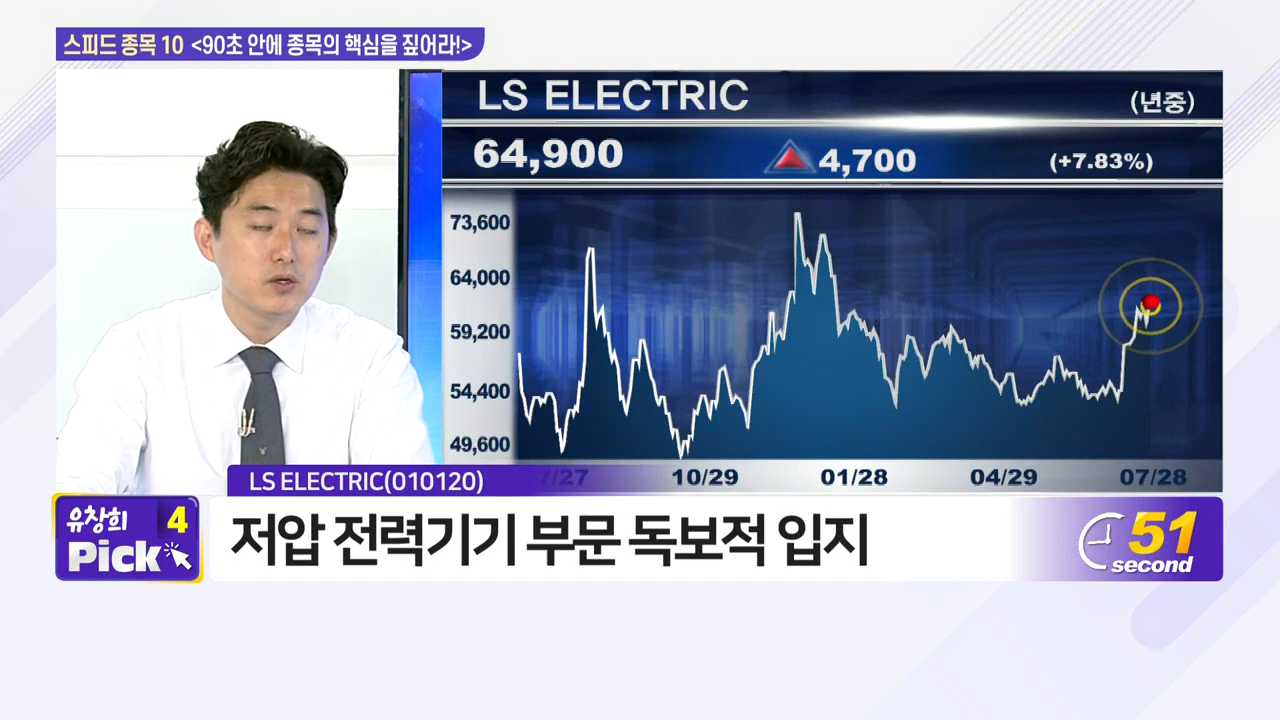 스피드 종목 10 <90초 안에 종목의 핵심을 짚어라!>
LS ELECTRIC
(년중)
64,900
4,700
(+7.83%)
73,600
64,000
59,200
54,400
49,600
7/27
10/29
01/28
04/29
07/28
LS ELECTRIC(010120)
유창희
Pick
4
저압 전력기기 부문 독보적 입지
51
second